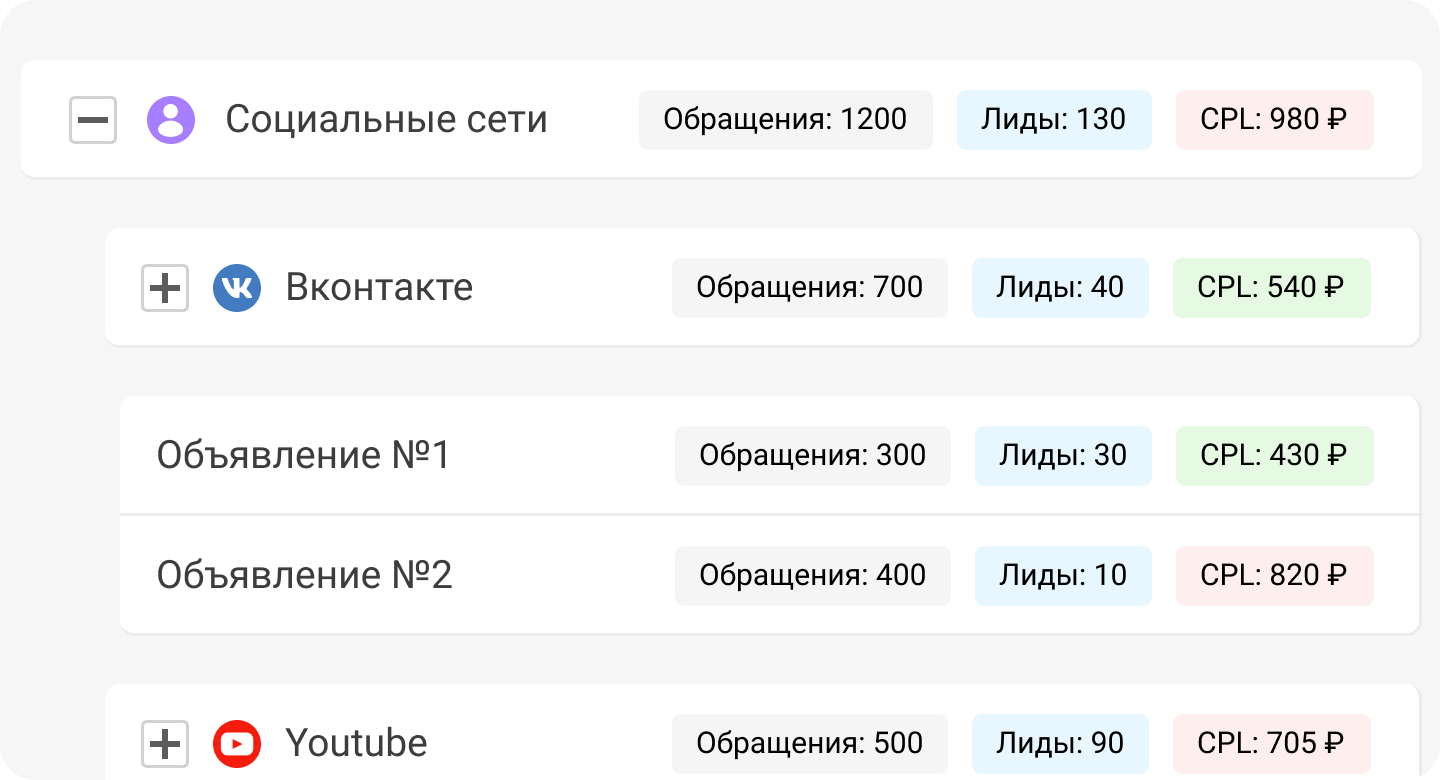 Социальные сети Обращения: 1200 Лиды: 130 CPL: 980 ₽
Вконтакте Обращения: 700 Лиды: 40 CPL: 540 ₽
Объявление №1 Обращения: 300 Лиды: 30 CPL: 430 ₽
Объявление №2 Обращения: 400 Лиды: 10 CPL: 820 ₽
Youtube Обращения: 500 Лиды: 90 CPL: 705 ₽